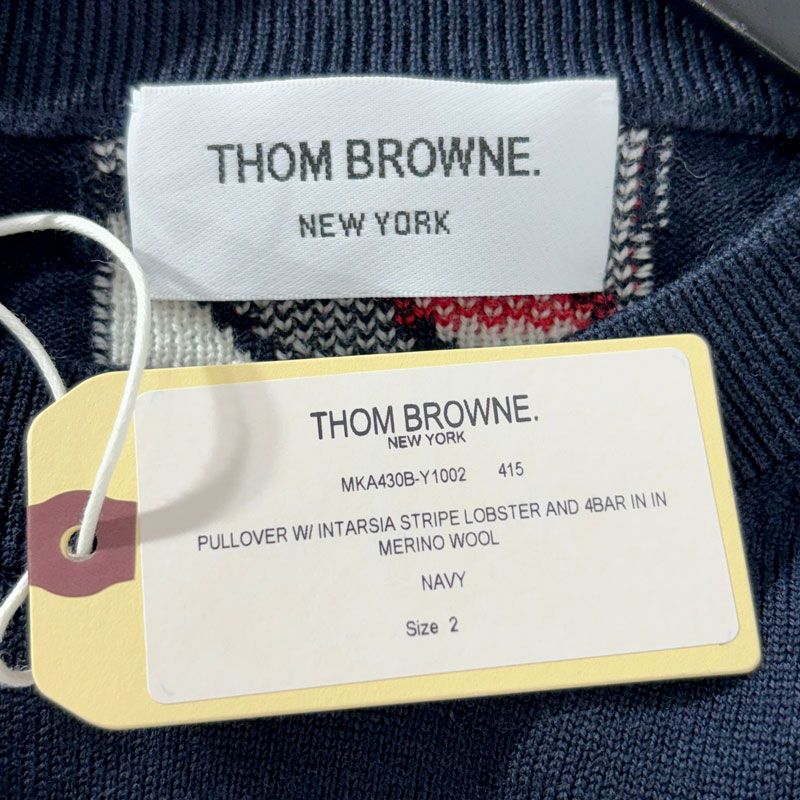 THOM BROWNE.
NEW YORK
THOM BROWNE.
NEW YORK
MKA430B-Y1002 415
PULLOVER W/ INTARSIA STRIPE LOBSTER AND 4BAR IN IN
MERINO WOOL
NAVY
Size 2